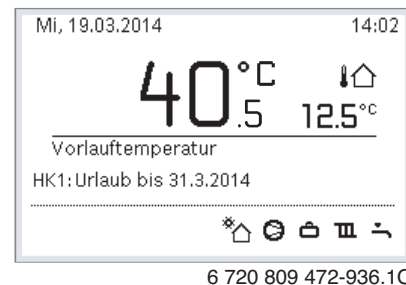 Mi, 19.03.2014 14:02
40.5 °C
12.5°C
Vorlauftemperatur
HK1: Urlaub bis 31.3.2014
6 720 809 472-936.1O